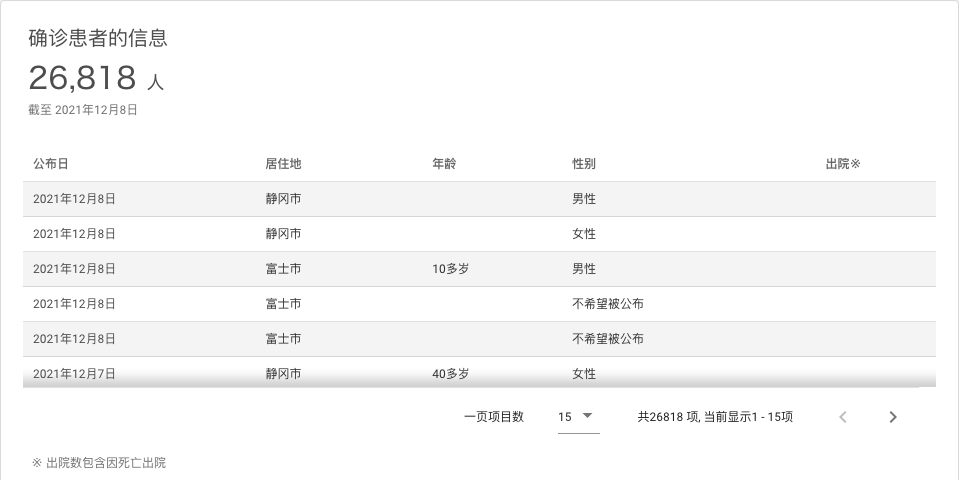 确诊患者的信息
26,818 人
截至 2021年12月8日
公布日 居住地 年龄 性别 出院※
2021年12月8日 静冈市 男性
2021年12月8日 静冈市 女性
2021年12月8日 富士市 10多岁 男性
2021年12月8日 富士市 不希望被公布
2021年12月8日 富士市 不希望被公布
2021年12月7日 静冈市 40多岁 女性
一页项目数 15 共26818 项, 当前显示1 - 15项
※ 出院数包含因死亡出院